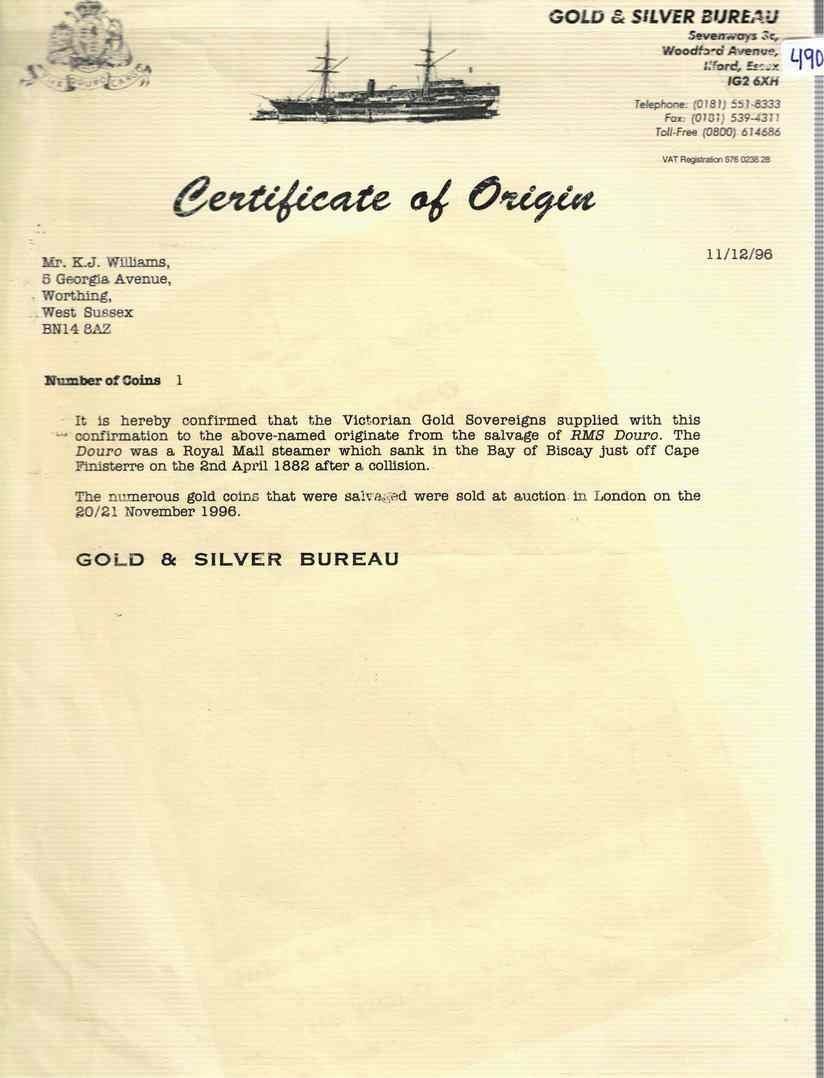 GOLD & SILVER BUREAU
Sevenways
Woodford Avenue,
Ilford, Essex
IG2 6XH
490
Telephone: (0181) 551-8333
Fax: (0181) 539-4311
Toll-Free (0800) 614686
VAT Registration 576 0238 28
Certificate of Origin
11/12/96
Mr. K.J. Williams,
5 Georgia Avenue,
Worthing,
West Sussex
BN14 8AZ
Number of Coins 1
It is hereby confirmed that the Victorian Gold Sovereigns supplied with this
confirmation to the above-named originate from the salvage of RMS Douro. The
Douro was a Royal Mail steamer which sank in the Bay of Biscay just off Cape
Finisterre on the 2nd April 1882 after a collision.
The numerous gold coins that were salvaged were sold at auction in London on the
20/21 November 1996.
GOLD & SILVER BUREAU